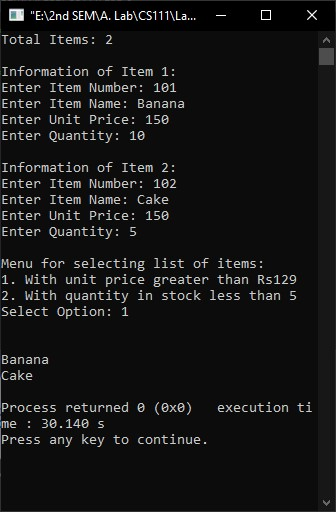 "E:\2nd SEM\A. Lab\CS111\La...
Total Items: 2
Information of Item 1:
Enter Item Number: 101
Enter Item Name: Banana
Enter Unit Price: 150
Enter Quantity: 10
Information of Item 2:
Enter Item Number: 102
Enter Item Name: Cake
Enter Unit Price: 150
Enter Quantity: 5
Menu for selecting list of items:
1. With unit price greater than Rs129
2. With quantity in stock less than 5
Select Option: 1
Banana
Cake
Process returned 0 (0x0)   execution ti
me : 30.140 s
Press any key to continue.